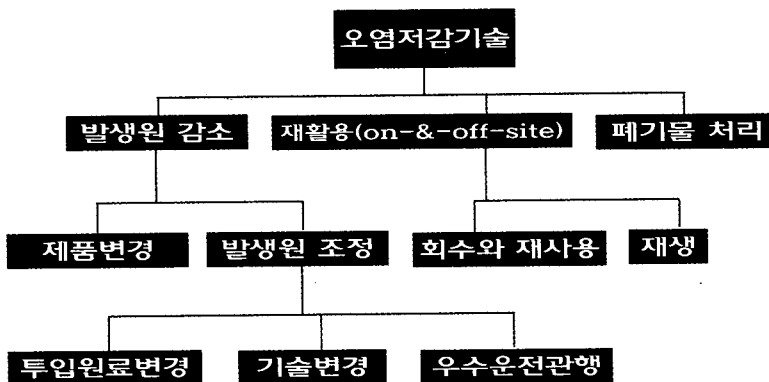 오염저감기술
발생원 감소
재활용(on-&-off-site)
폐기물 처리
제품변경
발생원 조정
회수와 재사용
재생
투입원료변경
기술변경
우수운전관행